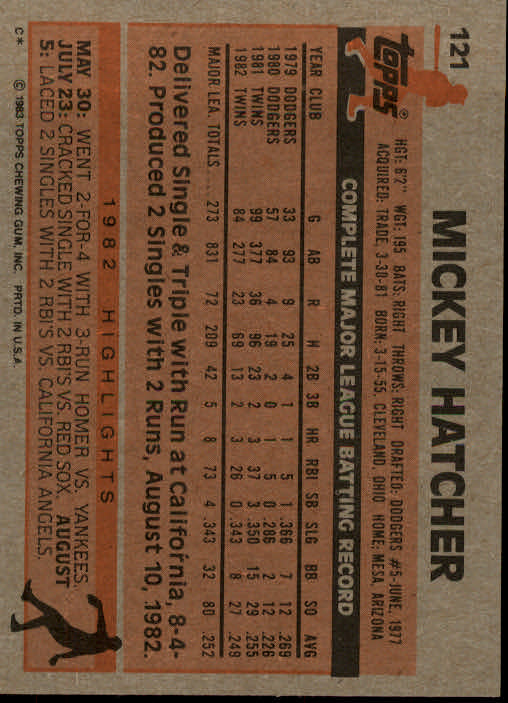 121
MICKEY HATCHER
topps®
HGT: 6'2" WGT: 195 BATS: RIGHT THROWS: RIGHT DRAFTED: DODGERS #5-JUNE, 1977
ACQUIRED: TRADE, 3-30-81 BORN: 3-15-55, CLEVELAND, OHIO HOME: MESA, ARIZONA
COMPLETE MAJOR LEAGUE BATTING RECORD
YEAR CLUB G AB R H 2B 3B HR RBI SB SLG BB SO AVG
1979 DODGERS 33 93 9 25 4 1 1 5 1 .366 7 12 .269
1980 DODGERS 57 84 4 19 2 0 1 5 0 .286 2 12 .226
1981 TWINS 99 377 36 96 23 2 3 37 3 .350 15 29 .255
1982 TWINS 84 277 23 69 13 2 3 26 0 .343 8 27 .249
MAJOR LEA. TOTALS ..... 273 831 72 209 42 5 8 73 4 .343 32 80 .252
Delivered Single & Triple with Run at California, 8-4-
82. Produced 2 Singles with 2 Runs, August 10, 1982.
1982 HIGHLIGHTS
MAY 30: WENT 2-FOR-4 WITH 3-RUN HOMER VS. YANKEES.
JULY 23: CRACKED SINGLE WITH 2 RBI'S VS. RED SOX. AUGUST
5: LACED 2 SINGLES WITH 2 RBI'S VS. CALIFORNIA ANGELS.
C* © 1983 TOPPS CHEWING GUM, INC. PRTD. IN U.S.A.